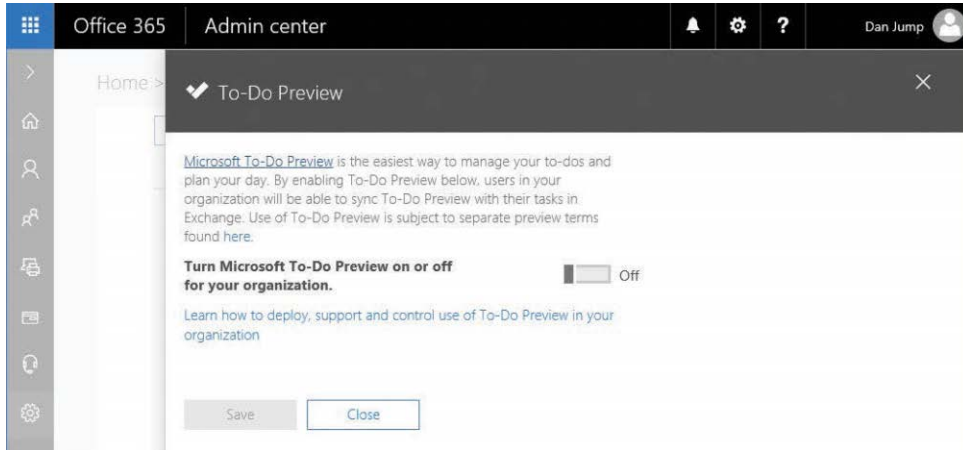 Office 365 Admin center ? Dan Jump
Home >
To-Do Preview
Microsoft To-Do Preview is the easiest way to manage your to-dos and
plan your day. By enabling To-Do Preview below, users in your
organization will be able to sync To-Do Preview with their tasks in
Exchange. Use of To-Do Preview is subject to separate preview terms
found here.
Turn Microsoft To-Do Preview on or off
for your organization.
Off
Learn how to deploy, support and control use of To-Do Preview in your
organization
Save Close